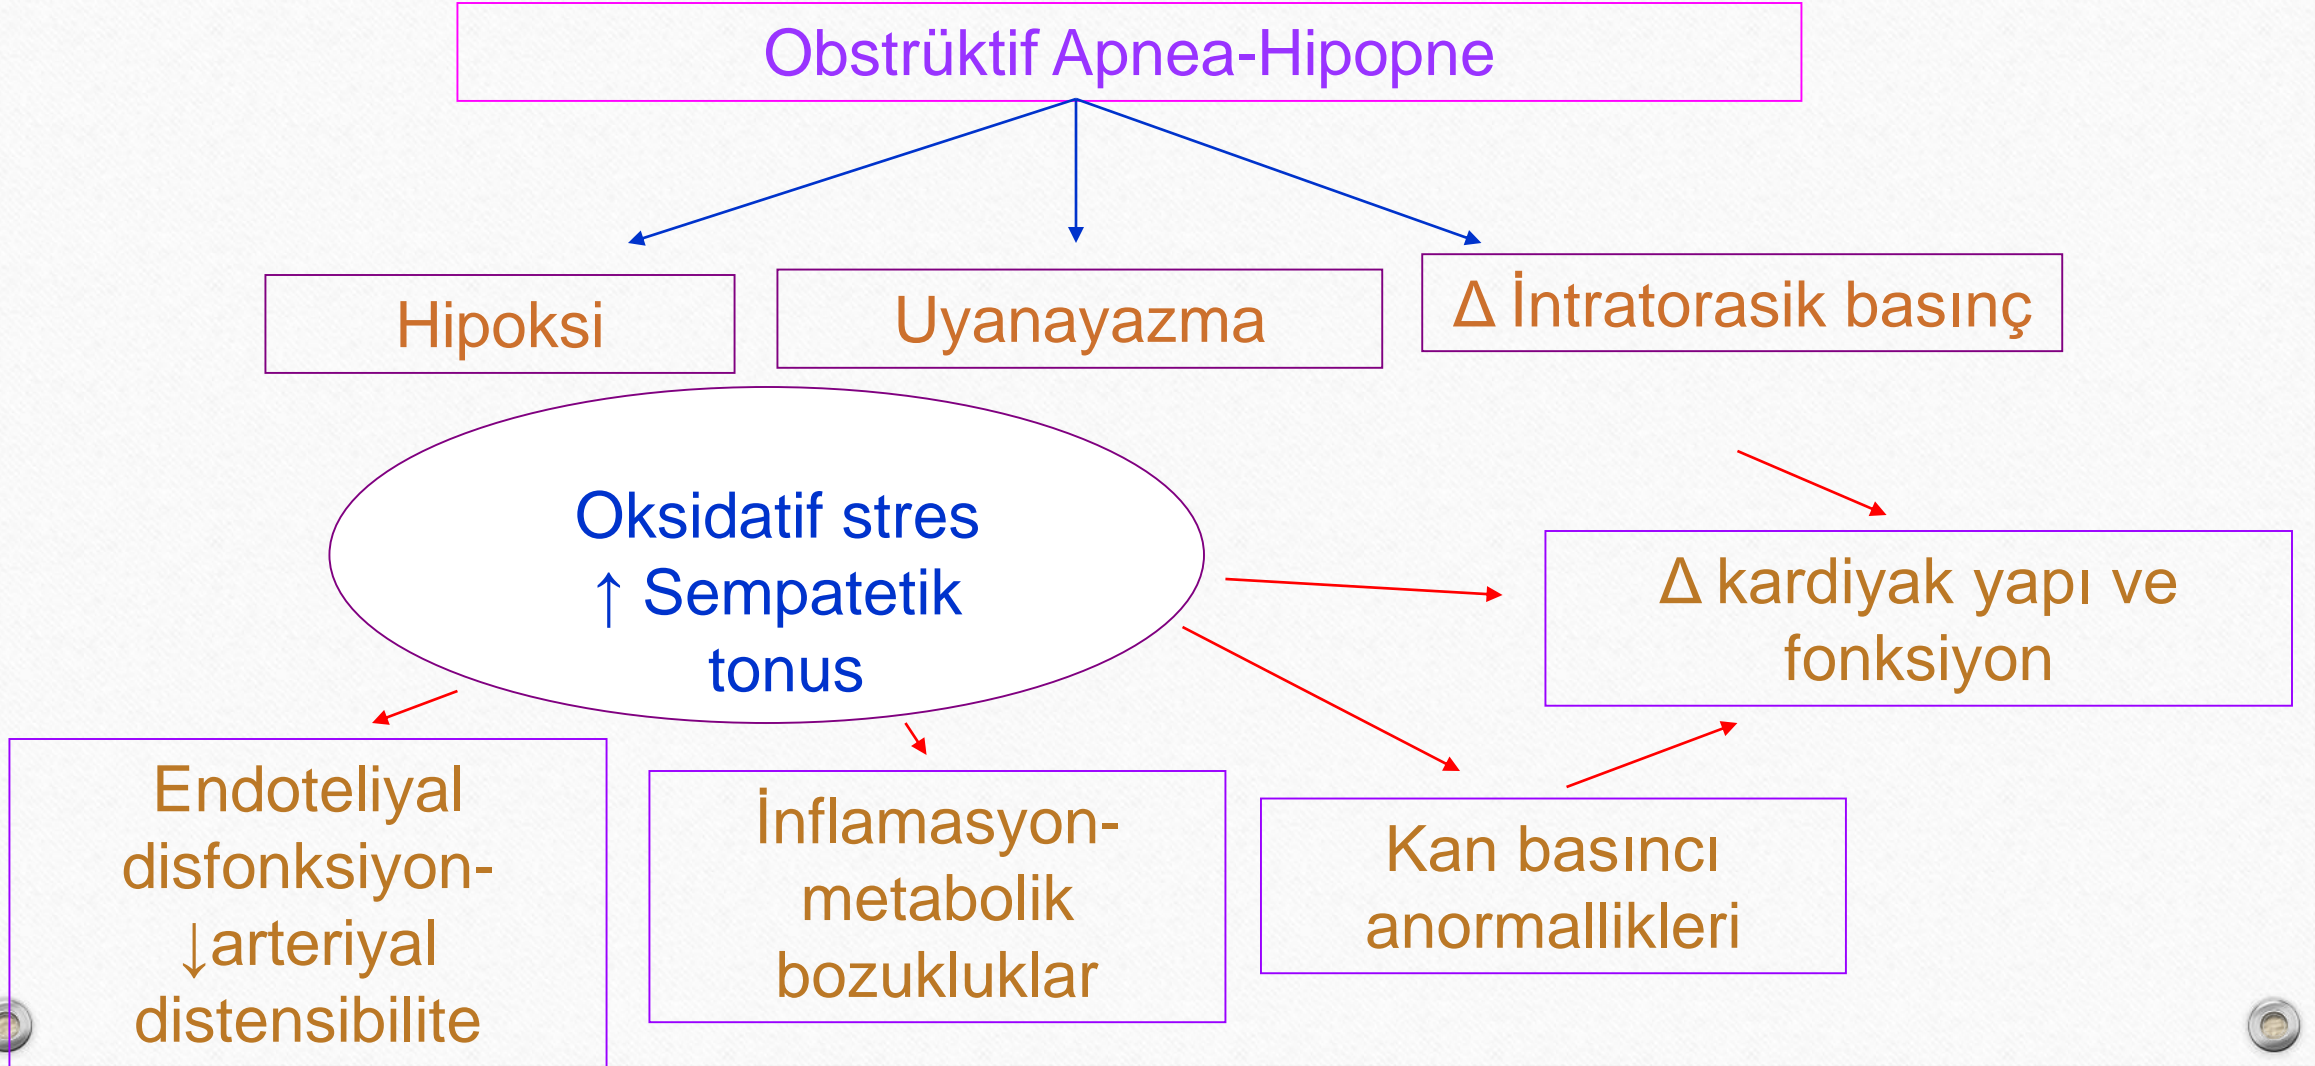 Obstrüktif Apnea-Hipopne
Hipoksi
Uyanayazma
Δ İntratorasik basınç
Oksidatif stres
↑ Sempatetik
tonus
Δ kardiyak yapı ve
fonksiyon
Endoteliyal
disfonksiyon-
↓arteriyal
distensibilite
İnflamasyon-
metabolik
bozukluklar
Kan basıncı
anormallikleri